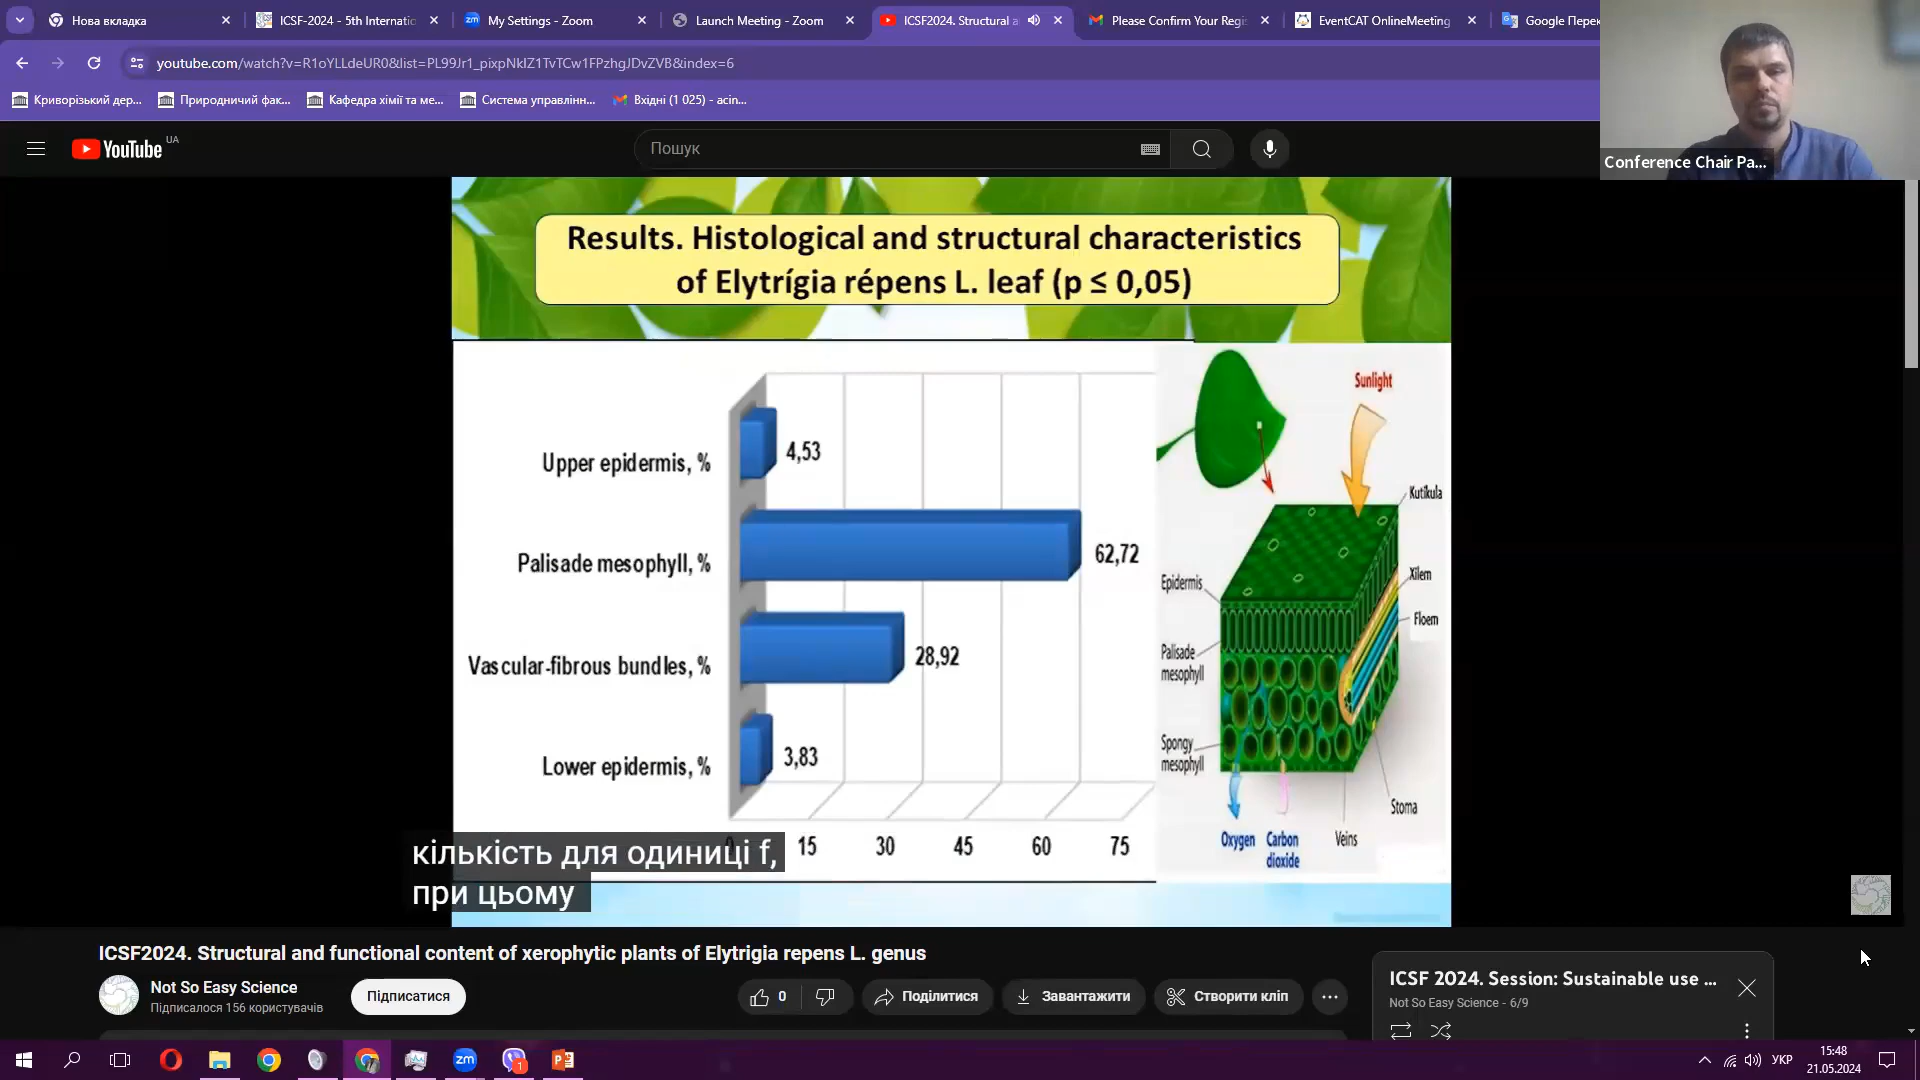 Нова вкладка
ICSF-2024 - 5th Internatio
My Settings - Zoom
Launch Meeting - Zoom
ICSF2024. Structural a
Please Confirm Your Regi
EventCAT OnlineMeeting
Google Перек
youtube.com/watch?v=R1oYLLdeUR0&list=PL99Jr1_pixpNkIZ1TvTCw1FPzhgJDvZVB&index=6
Криворізький дер...
Природничий фак...
Кафедра хімії та ме...
Система управлінн...
Вхідні (1 025) - acin...
Conference Chair Pa...
YouTube UA
Пошук
Results. Histological and structural characteristics
of Elytrígia répens L. leaf (p ≤ 0,05)
Upper epidermis, %
4,53
Palisade mesophyll, %
62,72
Vascular-fibrous bundles, %
28,92
Lower epidermis, %
3,83
0 15 30 45 60 75
Sunlight
Kutíkula
Epidermis
Xilem
Floem
Palisade
mesophyll
Spongy
mesophyll
Stoma
Oxygen
Carbon
dioxide
Veins
кількість для одиниці f,
при цьому
ICSF2024. Structural and functional content of xerophytic plants of Elytrigia repens L. genus
Not So Easy Science
Підписалося 156 користувачів
Підписатися
0
Поділитися
Завантажити
Створити кліп
ICSF 2024. Session: Sustainable use ...
Not So Easy Science - 6/9
zm
1
УКР
15:48
21.05.2024